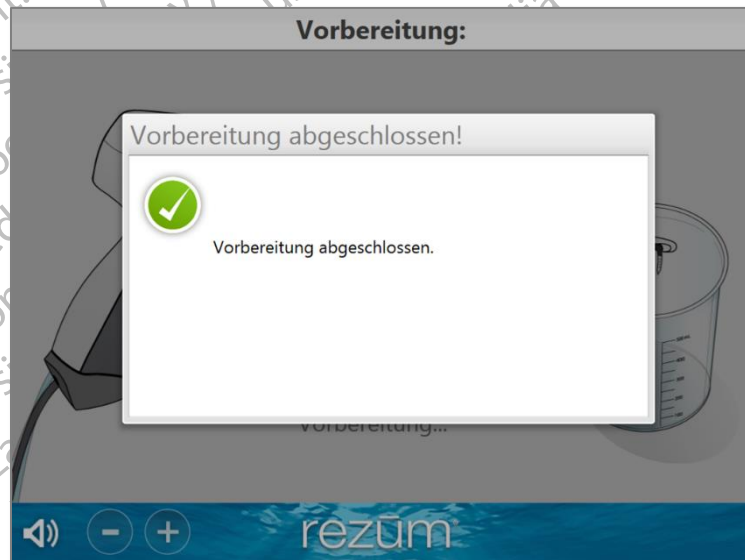 Vorbereitung:
Vorbereitung abgeschlossen!
Vorbereitung abgeschlossen.
Vorbereitung...
rezūm